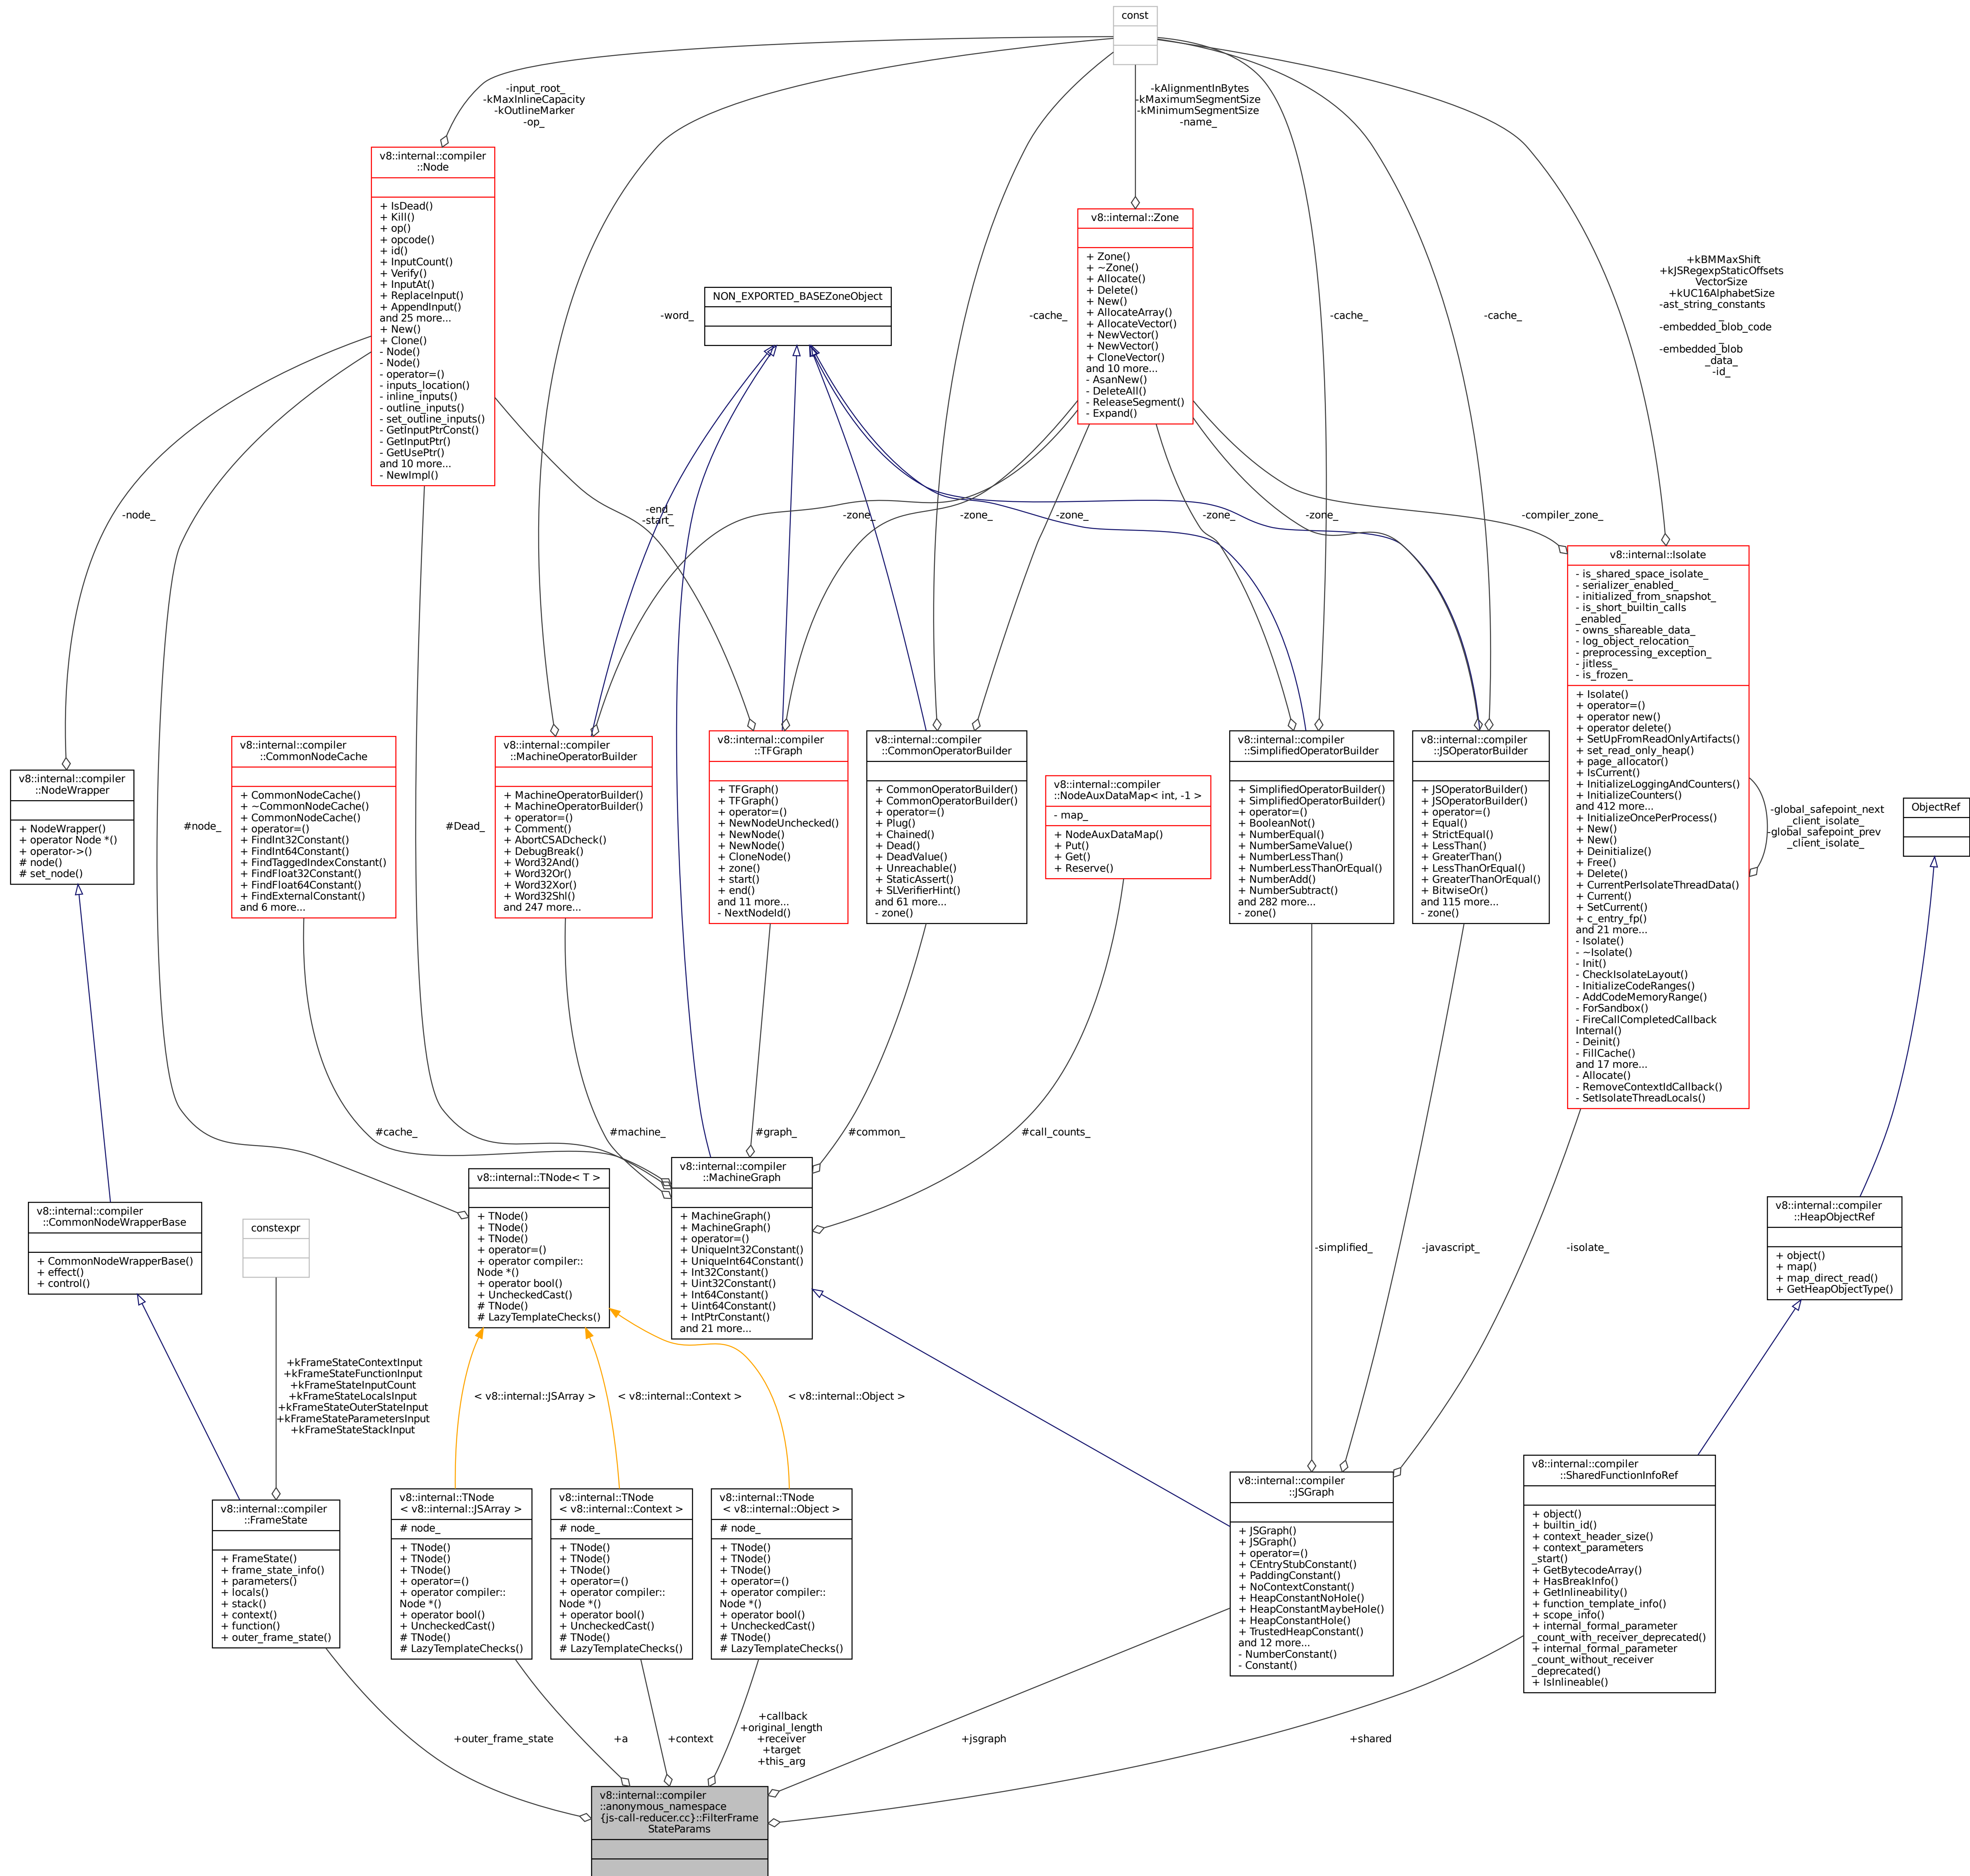 const
-input_root_
-kMaxInlineCapacity
-kOutlineMarker
-op_
-kAlignmentInBytes
-kMaximumSegmentSize
-kMinimumSegmentSize
-name_
v8::internal::compiler
::Node
+ IsDead()
+ Kill()
+ op()
+ opcode()
+ id()
+ InputCount()
+ Verify()
+ InputAt()
+ ReplaceInput()
+ AppendInput()
and 25 more...
+ New()
+ Clone()
- Node()
- Node()
- operator=()
- inputs_location()
- inline_inputs()
- outline_inputs()
- set_outline_inputs()
- GetInputPtrConst()
- GetInputPtr()
- GetUsePtr()
and 10 more...
- NewImpl()
v8::internal::Zone
+ Zone()
+ ~Zone()
+ Allocate()
+ Delete()
+ New()
+ AllocateArray()
+ AllocateVector()
+ NewVector()
+ NewVector()
+ CloneVector()
and 10 more...
- AsanNew()
- DeleteAll()
- ReleaseSegment()
- Expand()
+kBMMaxShift
+kJSRegexpStaticOffsets
VectorSize
+kUC16AlphabetSize
-ast_string_constants
_
-embedded_blob_code
_
-embedded_blob
_data_
-id_
NON_EXPORTED_BASEZoneObject
-word_
-cache_
-cache_
-cache_
-node_
-end_
-start_
-zone_
-zone_
-zone_
-zone_
-zone_
-compiler_zone_
v8::internal::Isolate
- is_shared_space_isolate_
- serializer_enabled_
- initialized_from_snapshot_
- is_short_builtin_calls
_enabled_
- owns_shareable_data_
- log_object_relocation_
- preprocessing_exception_
- jitless_
- is_frozen_
+ Isolate()
+ operator=()
+ operator new()
+ operator delete()
+ SetUpFromReadOnlyArtifacts()
+ set_read_only_heap()
+ page_allocator()
+ IsCurrent()
+ InitializeLoggingAndCounters()
+ InitializeCounters()
and 412 more...
+ InitializeOncePerProcess()
+ New()
+ New()
+ Deinitialize()
+ Free()
+ Delete()
+ CurrentPerIsolateThreadData()
+ Current()
+ SetCurrent()
+ c_entry_fp()
and 21 more...
- Isolate()
- ~Isolate()
- Init()
- CheckIsolateLayout()
- InitializeCodeRanges()
- AddCodeMemoryRange()
- ForSandbox()
- FireCallCompletedCallback
Internal()
- Deinit()
- FillCache()
and 17 more...
- Allocate()
- RemoveContextIdCallback()
- SetIsolateThreadLocals()
-global_safepoint_next
_client_isolate_
-global_safepoint_prev
_client_isolate_
ObjectRef
v8::internal::compiler
::NodeWrapper
+ NodeWrapper()
+ operator Node *()
+ operator->()
# node()
# set_node()
v8::internal::compiler
::CommonNodeCache
+ CommonNodeCache()
+ ~CommonNodeCache()
+ CommonNodeCache()
+ operator=()
+ FindInt32Constant()
+ FindInt64Constant()
+ FindTaggedIndexConstant()
+ FindFloat32Constant()
+ FindFloat64Constant()
+ FindExternalConstant()
and 6 more...
v8::internal::compiler
::MachineOperatorBuilder
+ MachineOperatorBuilder()
+ MachineOperatorBuilder()
+ operator=()
+ Comment()
+ AbortCSADcheck()
+ DebugBreak()
+ Word32And()
+ Word32Or()
+ Word32Xor()
+ Word32Shl()
and 247 more...
v8::internal::compiler
::TFGraph
+ TFGraph()
+ TFGraph()
+ operator=()
+ NewNodeUnchecked()
+ NewNode()
+ NewNode()
+ CloneNode()
+ zone()
+ start()
+ end()
and 11 more...
- NextNodeId()
v8::internal::compiler
::CommonOperatorBuilder
+ CommonOperatorBuilder()
+ CommonOperatorBuilder()
+ operator=()
+ Plug()
+ Chained()
+ Dead()
+ DeadValue()
+ Unreachable()
+ StaticAssert()
+ SLVerifierHint()
and 61 more...
- zone()
v8::internal::compiler
::NodeAuxDataMap< int, -1 >
- map_
+ NodeAuxDataMap()
+ Put()
+ Get()
+ Reserve()
v8::internal::compiler
::SimplifiedOperatorBuilder
+ SimplifiedOperatorBuilder()
+ SimplifiedOperatorBuilder()
+ operator=()
+ BooleanNot()
+ NumberEqual()
+ NumberSameValue()
+ NumberLessThan()
+ NumberLessThanOrEqual()
+ NumberAdd()
+ NumberSubtract()
and 282 more...
- zone()
v8::internal::compiler
::JSOperatorBuilder
+ JSOperatorBuilder()
+ JSOperatorBuilder()
+ operator=()
+ Equal()
+ StrictEqual()
+ LessThan()
+ GreaterThan()
+ LessThanOrEqual()
+ GreaterThanOrEqual()
+ BitwiseOr()
and 115 more...
- zone()
#node_
#Dead_
#cache_
#machine_
#graph_
#common_
#call_counts_
v8::internal::compiler
::CommonNodeWrapperBase
+ CommonNodeWrapperBase()
+ effect()
+ control()
constexpr
v8::internal::TNode< T >
+ TNode()
+ TNode()
+ TNode()
+ operator=()
+ operator compiler::
Node *()
+ operator bool()
+ UncheckedCast()
# TNode()
# LazyTemplateChecks()
v8::internal::compiler
::MachineGraph
+ MachineGraph()
+ MachineGraph()
+ operator=()
+ UniqueInt32Constant()
+ UniqueInt64Constant()
+ Int32Constant()
+ Uint32Constant()
+ Int64Constant()
+ Uint64Constant()
+ IntPtrConstant()
and 21 more...
-simplified_
-javascript_
-isolate_
v8::internal::compiler
::HeapObjectRef
+ object()
+ map()
+ map_direct_read()
+ GetHeapObjectType()
+kFrameStateContextInput
+kFrameStateFunctionInput
+kFrameStateInputCount
+kFrameStateLocalsInput
+kFrameStateOuterStateInput
+kFrameStateParametersInput
+kFrameStateStackInput
< v8::internal::JSArray >
< v8::internal::Context >
< v8::internal::Object >
v8::internal::compiler
::FrameState
+ FrameState()
+ frame_state_info()
+ parameters()
+ locals()
+ stack()
+ context()
+ function()
+ outer_frame_state()
v8::internal::TNode
< v8::internal::JSArray >
# node_
+ TNode()
+ TNode()
+ TNode()
+ operator=()
+ operator compiler::
Node *()
+ operator bool()
+ UncheckedCast()
# TNode()
# LazyTemplateChecks()
v8::internal::TNode
< v8::internal::Context >
# node_
+ TNode()
+ TNode()
+ TNode()
+ operator=()
+ operator compiler::
Node *()
+ operator bool()
+ UncheckedCast()
# TNode()
# LazyTemplateChecks()
v8::internal::TNode
< v8::internal::Object >
# node_
+ TNode()
+ TNode()
+ TNode()
+ operator=()
+ operator compiler::
Node *()
+ operator bool()
+ UncheckedCast()
# TNode()
# LazyTemplateChecks()
v8::internal::compiler
::JSGraph
+ JSGraph()
+ JSGraph()
+ operator=()
+ CEntryStubConstant()
+ PaddingConstant()
+ NoContextConstant()
+ HeapConstantNoHole()
+ HeapConstantMaybeHole()
+ HeapConstantHole()
+ TrustedHeapConstant()
and 12 more...
- NumberConstant()
- Constant()
v8::internal::compiler
::SharedFunctionInfoRef
+ object()
+ builtin_id()
+ context_header_size()
+ context_parameters
_start()
+ GetBytecodeArray()
+ HasBreakInfo()
+ GetInlineability()
+ function_template_info()
+ scope_info()
+ internal_formal_parameter
_count_with_receiver_deprecated()
+ internal_formal_parameter
_count_without_receiver
_deprecated()
+ IsInlineable()
+outer_frame_state
+a
+context
+callback
+original_length
+receiver
+target
+this_arg
+jsgraph
+shared
v8::internal::compiler
::anonymous_namespace
{js-call-reducer.cc}::FilterFrame
StateParams